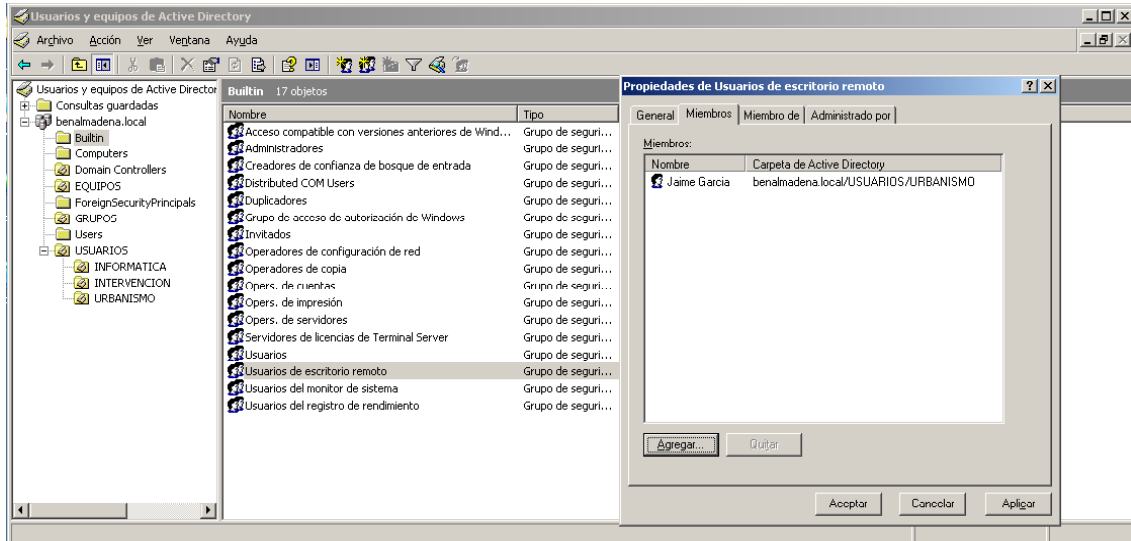 Usuarios y equipos de Active Directory
Archivo Acción Ver Ventana Ayuda
Usuarios y equipos de Active Director
Consultas guardadas
benalmadena.local
Builtin
Computers
Domain Controllers
EQUIPOS
ForeignSecurityPrincipals
GRUPOS
Users
USUARIOS
INFORMATICA
INTERVENCION
URBANISMO
Builtin 17 objetos
Nombre Tipo
Acceso compatible con versiones anteriores de Wind... Grupo de seguri...
Administradores Grupo de seguri...
Creadores de confianza de bosque de entrada Grupo de seguri...
Distributed COM Users Grupo de seguri...
Duplicadores Grupo de seguri...
Grupo de acceso de autorización de Windows Grupo de seguri...
Invitados Grupo de seguri...
Operadores de configuración de red Grupo de seguri...
Operadores de copia Grupo de seguri...
Opers. de cuentas Grupo de seguri...
Opers. de impresión Grupo de seguri...
Opers. de servidores Grupo de seguri...
Servidores de licencias de Terminal Server Grupo de seguri...
Usuarios Grupo de seguri...
Usuarios de escritorio remoto Grupo de seguri...
Usuarios del monitor de sistema Grupo de seguri...
Usuarios del registro de rendimiento Grupo de seguri...
Propiedades de Usuarios de escritorio remoto
General Miembros Miembro de Administrado por
Miembros:
Nombre Carpeta de Active Directory
Jaime Garcia benalmadena.local/USUARIOS/URBANISMO
Agregar... Quitar
Aceptar Cancelar Aplicar